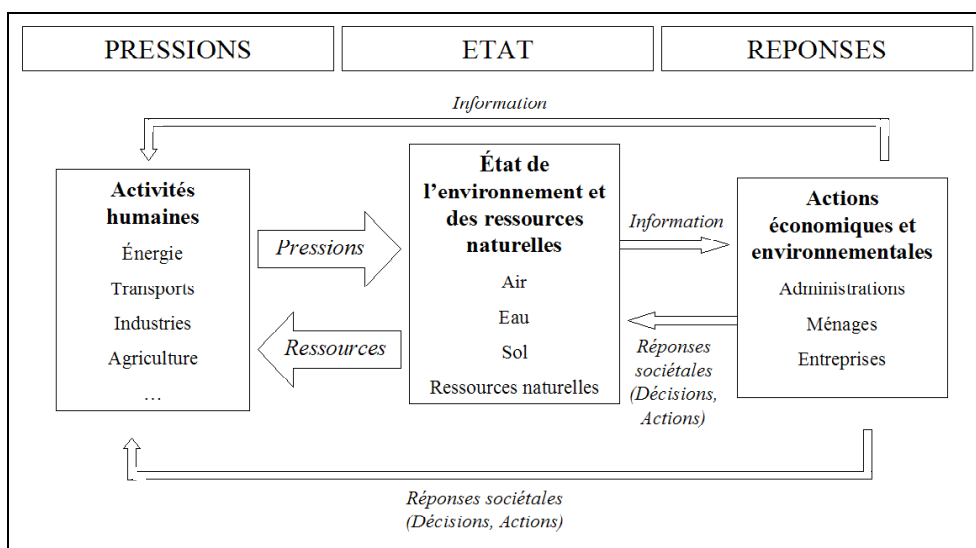 PRESSIONS
ETAT
REPONSES
Information
Activités
humaines
Énergie
Transports
Industries
Agriculture
…
Pressions
Ressources
État de
l’environnement et
des ressources
naturelles
Air
Eau
Sol
Ressources naturelles
Information
Réponses
sociétales
(Décisions,
Actions)
Actions
économiques et
environnementales
Administrations
Ménages
Entreprises
Réponses sociétales
(Décisions, Actions)